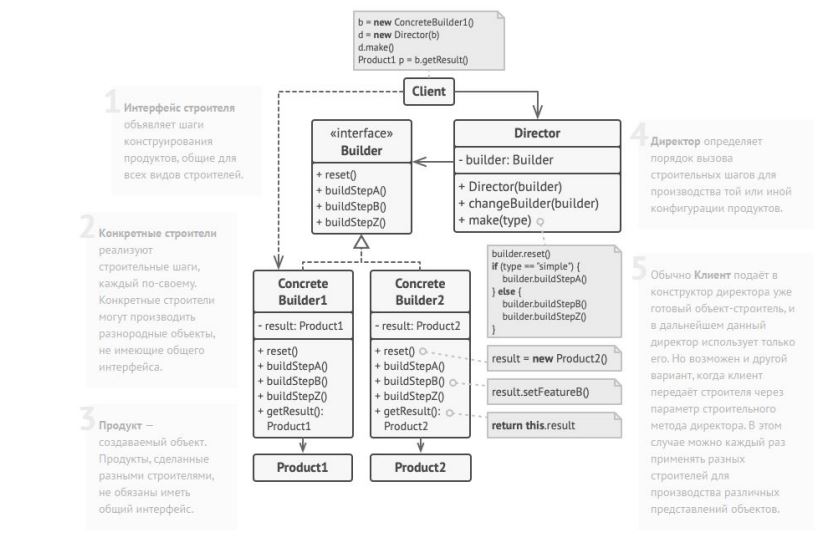 b = new ConcreteBuilder1()
d = new Director(b)
d.make()
Product1 p = b.getResult()
Client
1
Интерфейс строителя
объявляет шаги
конструирования
продуктов, общие для
всех видов строителей.
«interface»
Builder
+ reset()
+ buildStepA()
+ buildStepB()
+ buildStepZ()
Director
- builder: Builder
+ Director(builder)
+ changeBuilder(builder)
+ make(type)
4
Директор определяет
порядок вызова
строительных шагов для
производства той или иной
конфигурации продуктов.
2
Конкретные строители
реализуют
строительные шаги,
каждый по-своему.
Конкретные строители
могут производить
разнородные объекты,
не имеющие общего
интерфейса.
builder.reset()
if (type == "simple") {
builder.buildStepA()
} else {
builder.buildStepB()
builder.buildStepZ()
}
5
Обычно Клиент подаёт в
конструктор директора уже
готовый объект-строитель, и
в дальнейшем данный
директор использует только
его. Но возможен и другой
вариант, когда клиент
передаёт строителя через
параметр строительного
метода директора. В этом
случае можно каждый раз
применять разных
строителей для
производства различных
представлений объектов.
Concrete
Builder1
- result: Product1
+ reset()
+ buildStepA()
+ buildStepB()
+ buildStepZ()
+ getResult():
Product1
Concrete
Builder2
- result: Product2
+ reset()
+ buildStepA()
+ buildStepB()
+ buildStepZ()
+ getResult():
Product2
result = new Product2()
result.setFeatureB()
return this.result
3
Продукт —
создаваемый объект.
Продукты, сделанные
разными строителями,
не обязаны иметь
общий интерфейс.
Product1
Product2